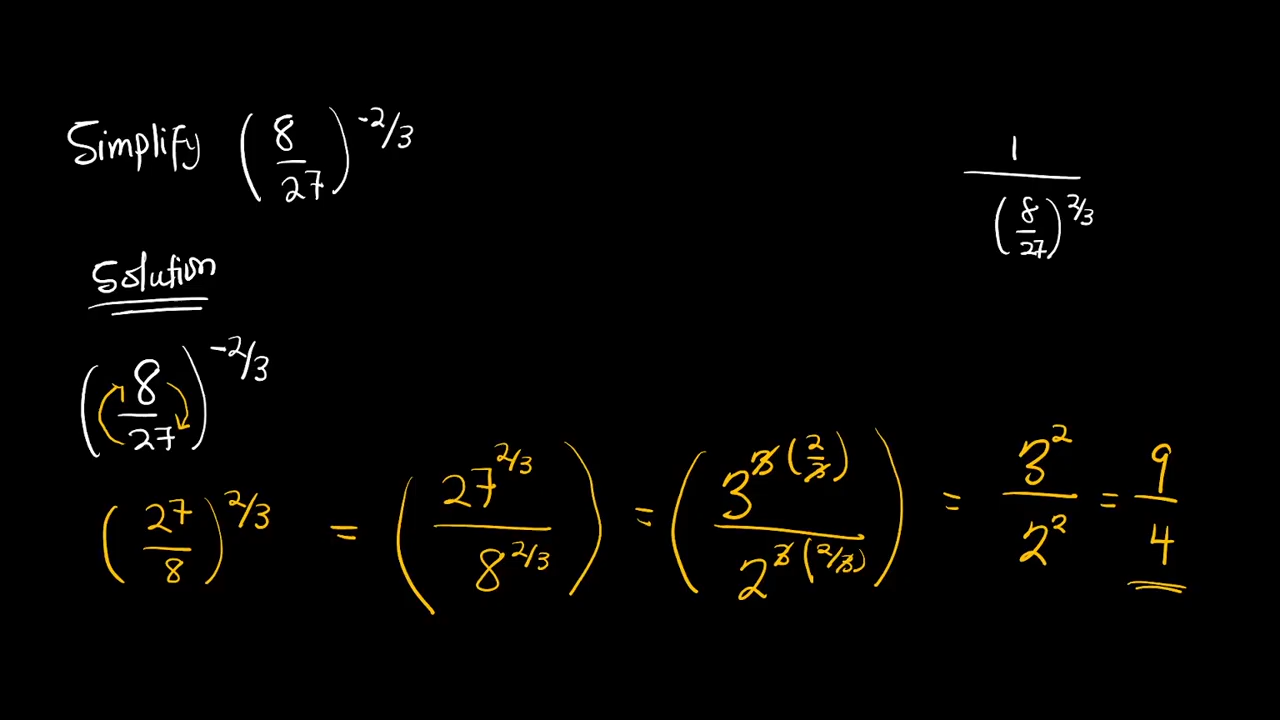 Simplify (8/27)^-2/3
1/(8/27)^2/3
Solution
(8/27)^-2/3
(27/8)^2/3 = (27^2/3/8^2/3) = (3^3(2/3)/2^3(2/3)) = 3^2/2^2 = 9/4